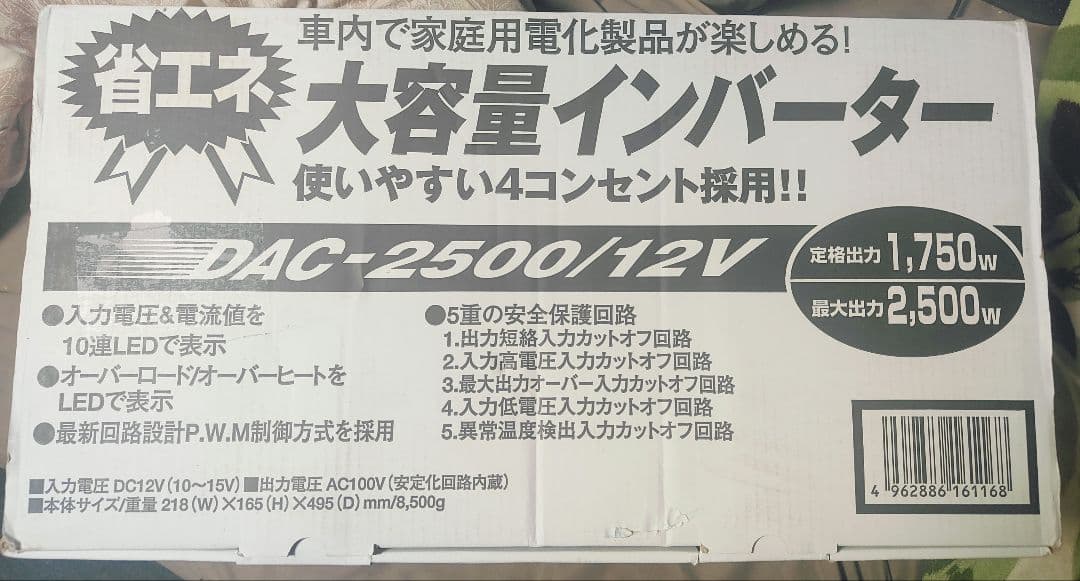 省エネ
車内で家庭用電化製品が楽しめる!
大容量インバーター
使いやすい4コンセント採用!!
DAC-2500/12V
定格出力 1,750W
最大出力 2,500W
●入力電圧&電流値を
10連LEDで表示
●オーバーロード/オーバーヒートを
LEDで表示
●最新回路設計P.W.M制御方式を採用
●5重の安全保護回路
1.出力短絡入力カットオフ回路
2.入力高電圧入力カットオフ回路
3.最大出力オーバー入力カットオフ回路
4.入力低電圧入力カットオフ回路
5.異常温度検出入力カットオフ回路
■入力電圧 DC12V(10〜15V) ■出力電圧 AC100V(安定化回路内蔵)
■本体サイズ/重量 218(W)×165(H)×495(D)mm/8,500g
4 962886 161168